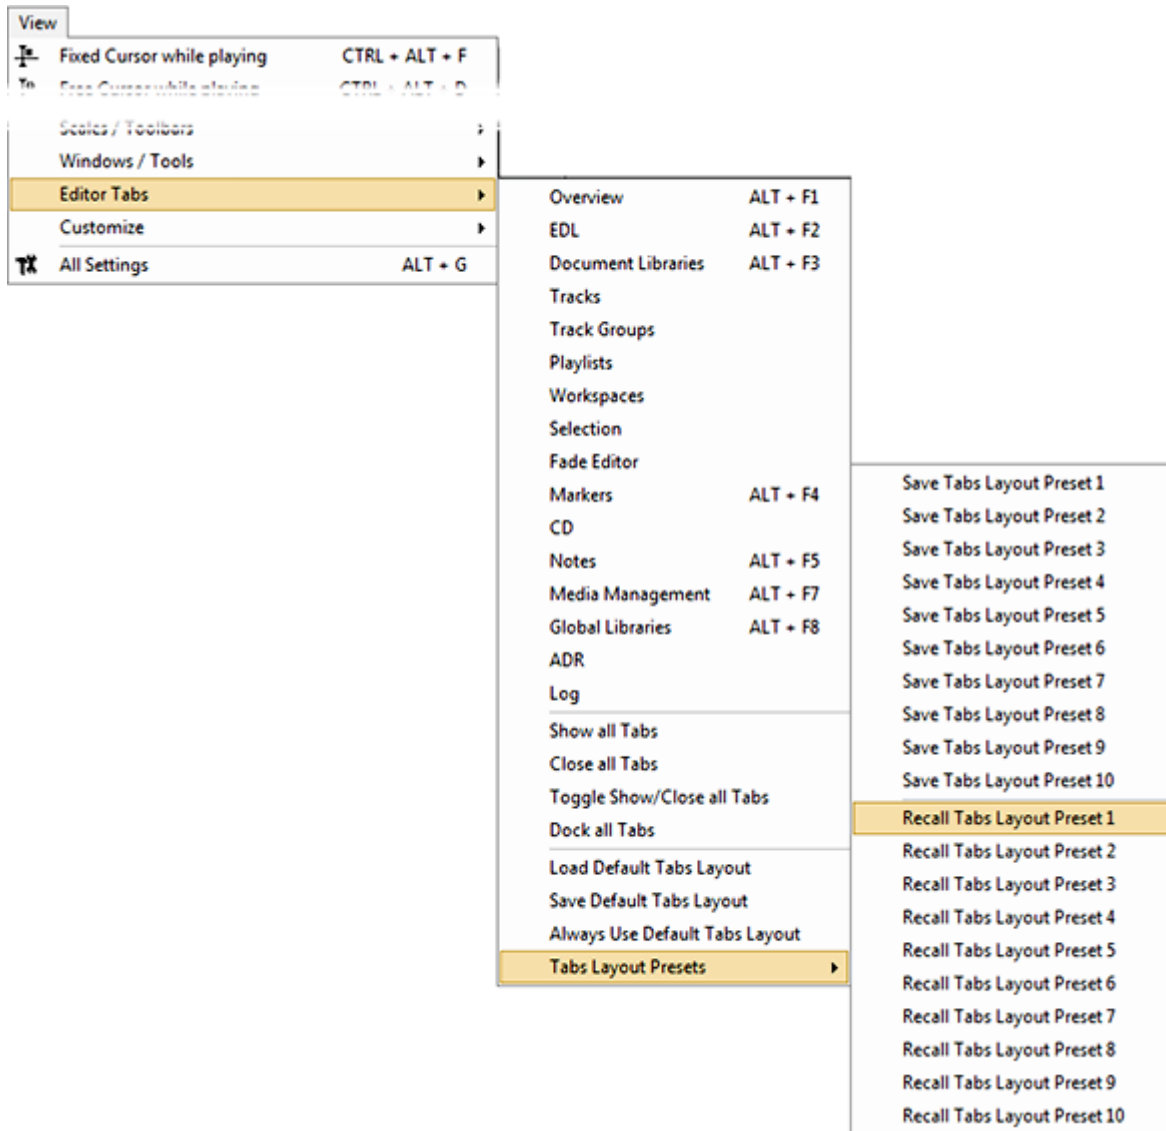 View
Fixed Cursor while playing CTRL + ALT + F
Free Cursor while playing CTRL + ALT + D
Scales / Toolbars
Windows / Tools
Editor Tabs
Customize
All Settings ALT + G
Overview ALT + F1
EDL ALT + F2
Document Libraries ALT + F3
Tracks
Track Groups
Playlists
Workspaces
Selection
Fade Editor
Markers ALT + F4
CD
Notes ALT + F5
Media Management ALT + F7
Global Libraries ALT + F8
ADR
Log
Show all Tabs
Close all Tabs
Toggle Show/Close all Tabs
Dock all Tabs
Load Default Tabs Layout
Save Default Tabs Layout
Always Use Default Tabs Layout
Tabs Layout Presets
Save Tabs Layout Preset 1
Save Tabs Layout Preset 2
Save Tabs Layout Preset 3
Save Tabs Layout Preset 4
Save Tabs Layout Preset 5
Save Tabs Layout Preset 6
Save Tabs Layout Preset 7
Save Tabs Layout Preset 8
Save Tabs Layout Preset 9
Save Tabs Layout Preset 10
Recall Tabs Layout Preset 1
Recall Tabs Layout Preset 2
Recall Tabs Layout Preset 3
Recall Tabs Layout Preset 4
Recall Tabs Layout Preset 5
Recall Tabs Layout Preset 6
Recall Tabs Layout Preset 7
Recall Tabs Layout Preset 8
Recall Tabs Layout Preset 9
Recall Tabs Layout Preset 10